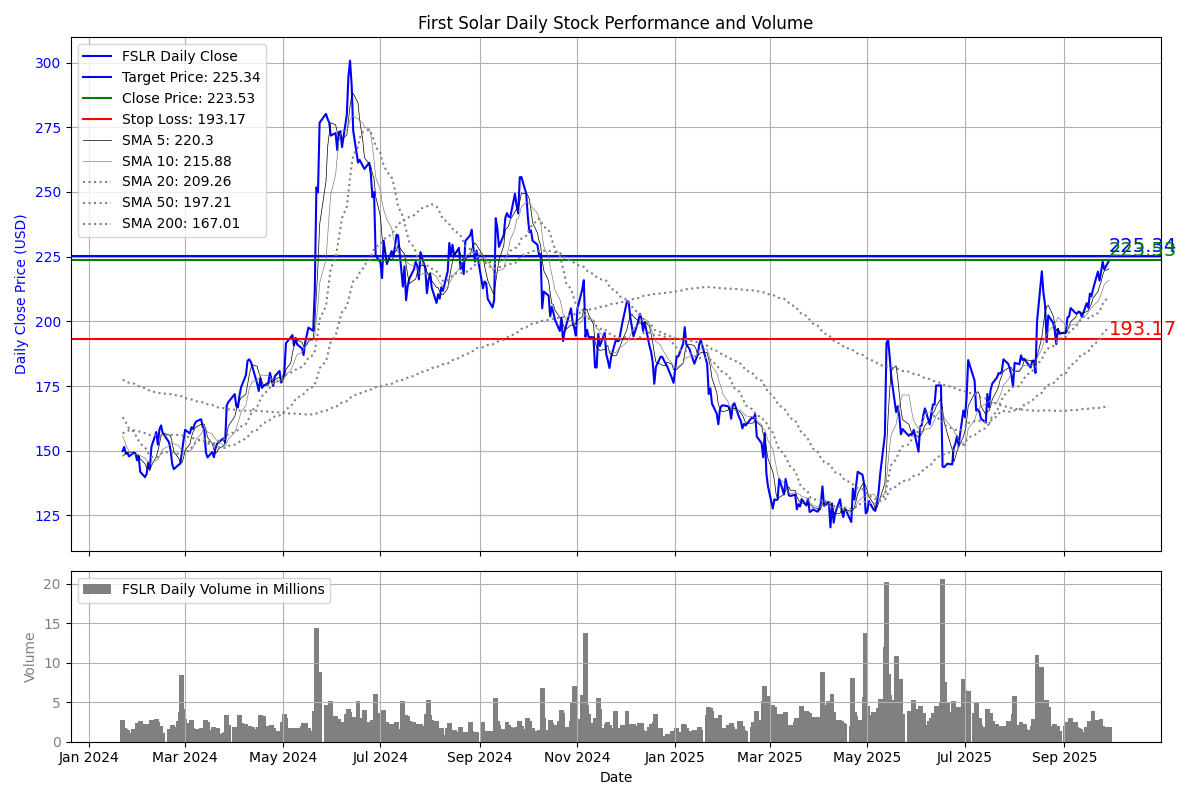 First Solar Daily Stock Performance and Volume
FSLR Daily Close
Target Price: 225.34
Close Price: 223.53
Stop Loss: 193.17
SMA 5: 220.3
SMA 10: 215.88
SMA 20: 209.26
SMA 50: 197.21
SMA 200: 167.01
300
275
250
225
200
175
150
125
Daily Close Price (USD)
225.34
223.53
193.17
FSLR Daily Volume in Millions
20
15
10
5
0
Volume
Jan 2024 Mar 2024 May 2024 Jul 2024 Sep 2024 Nov 2024 Jan 2025 Mar 2025 May 2025 Jul 2025 Sep 2025
Date